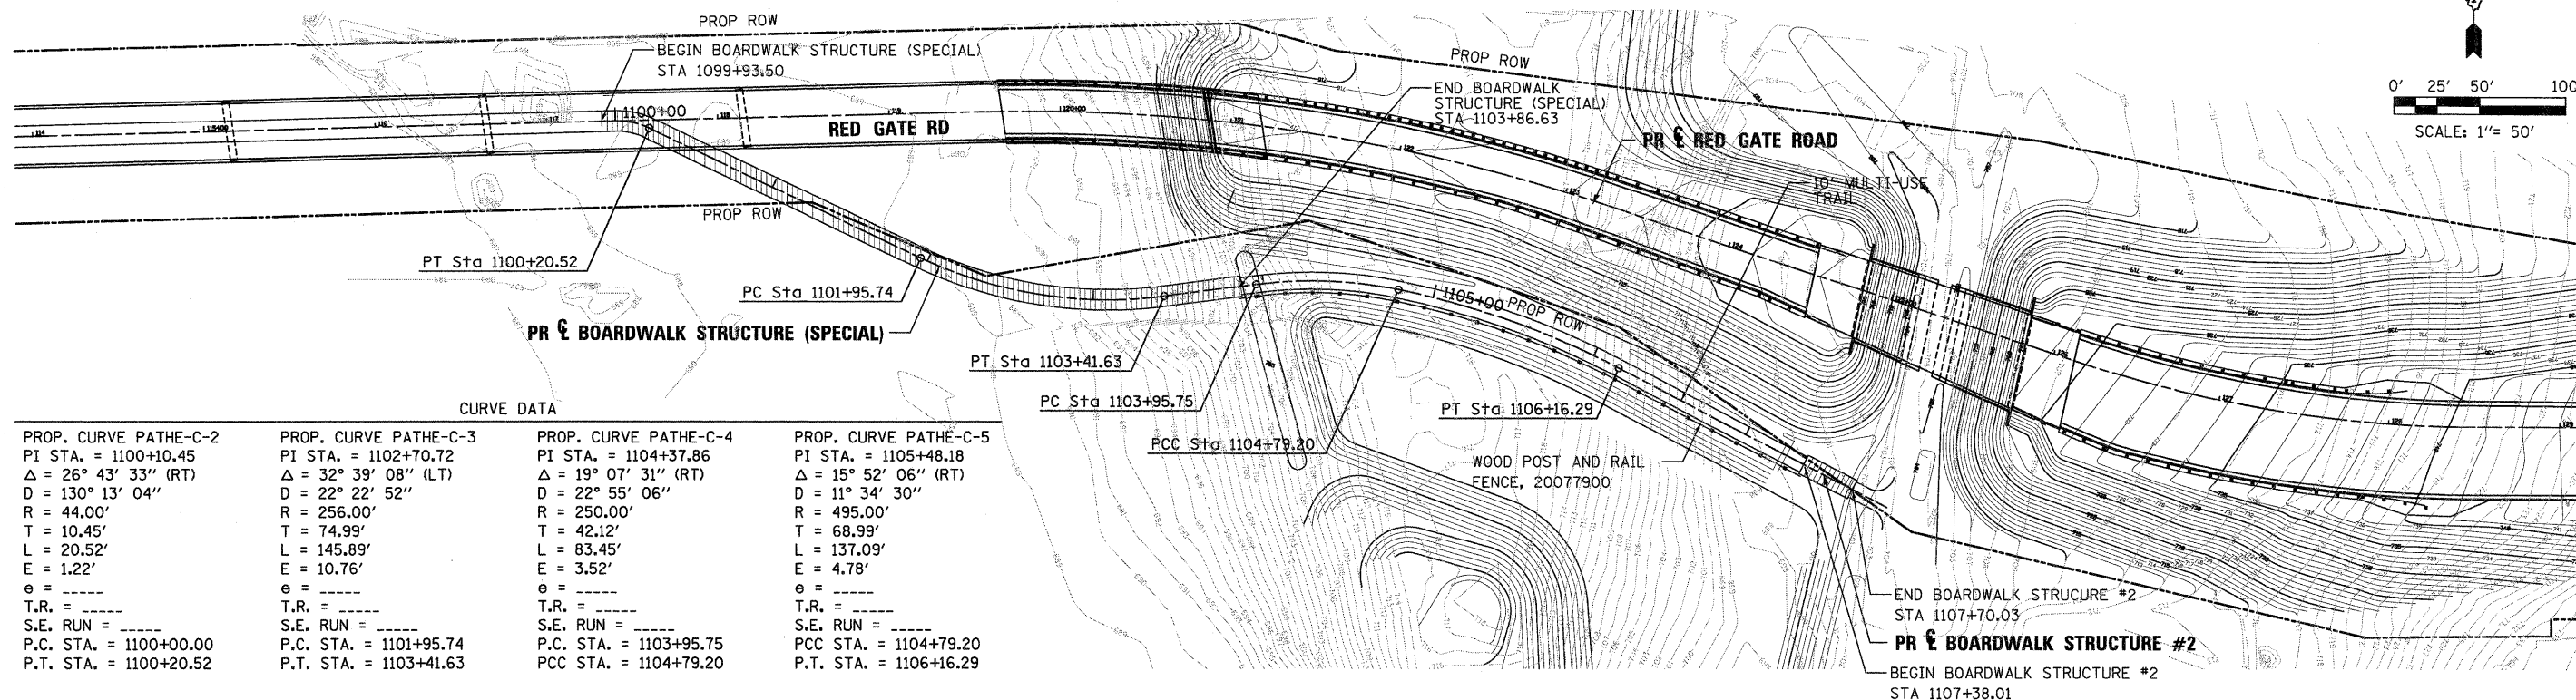 PROP ROW
BEGIN BOARDWALK STRUCTURE (SPECIAL)
STA 1099+93.50
1100+00
RED GATE RD
PROP ROW
PT Sta 1100+20.52
PC Sta 1101+95.74
PR ℄ BOARDWALK STRUCTURE (SPECIAL)
PT Sta 1103+41.63
PC Sta 1103+95.75
PCC Sta 1104+79.20
END BOARDWALK
STRUCTURE (SPECIAL)
STA 1103+86.63
PROP ROW
PR ℄ RED GATE ROAD
10' MULTI-USE
TRAIL
1105+00
PROP ROW
PT Sta 1106+16.29
WOOD POST AND RAIL
FENCE, 20077900
END BOARDWALK STRUCURE #2
STA 1107+70.03
PR ℄ BOARDWALK STRUCTURE #2
BEGIN BOARDWALK STRUCTURE #2
STA 1107+38.01
0' 25' 50' 100
SCALE: 1"= 50'
CURVE DATA
PROP. CURVE PATHE-C-2
PI STA. = 1100+10.45
Δ = 26° 43' 33" (RT)
D = 130° 13' 04"
R = 44.00'
T = 10.45'
L = 20.52'
E = 1.22'
e = _____
T.R. = _____
S.E. RUN = _____
P.C. STA. = 1100+00.00
P.T. STA. = 1100+20.52
PROP. CURVE PATHE-C-3
PI STA. = 1102+70.72
Δ = 32° 39' 08" (LT)
D = 22° 22' 52"
R = 256.00'
T = 74.99'
L = 145.89'
E = 10.76'
e = _____
T.R. = _____
S.E. RUN = _____
P.C. STA. = 1101+95.74
P.T. STA. = 1103+41.63
PROP. CURVE PATHE-C-4
PI STA. = 1104+37.86
Δ = 19° 07' 31" (RT)
D = 22° 55' 06"
R = 250.00'
T = 42.12'
L = 83.45'
E = 3.52'
e = _____
T.R. = _____
S.E. RUN = _____
P.C. STA. = 1103+95.75
PCC STA. = 1104+79.20
PROP. CURVE PATHE-C-5
PI STA. = 1105+48.18
Δ = 15° 52' 06" (RT)
D = 11° 34' 30"
R = 495.00'
T = 68.99'
L = 137.09'
E = 4.78'
e = _____
T.R. = _____
S.E. RUN = _____
PCC STA. = 1104+79.20
P.T. STA. = 1106+16.29